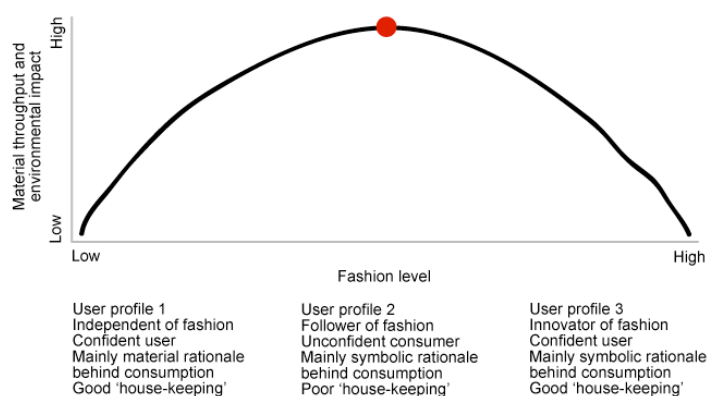 High
Material throughput and
environmental impact
Low
Low
High
Fashion level
User profile 1
Independent of fashion
Confident user
Mainly material rationale
behind consumption
Good ‘house-keeping’
User profile 2
Follower of fashion
Unconfident consumer
Mainly symbolic rationale
behind consumption
Poor ‘house-keeping’
User profile 3
Innovator of fashion
Confident user
Mainly symbolic rationale
behind consumption
Good ‘house-keeping’